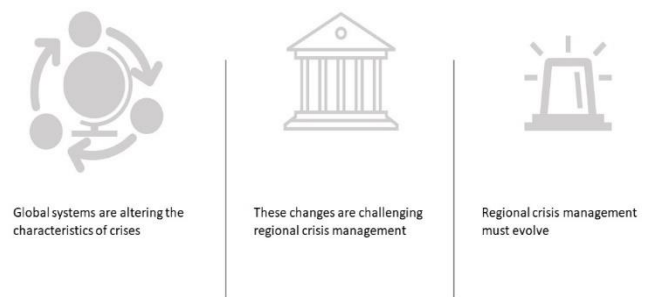 Global systems are altering the
characteristics of crises
These changes are challenging
regional crisis management
Regional crisis management
must evolve